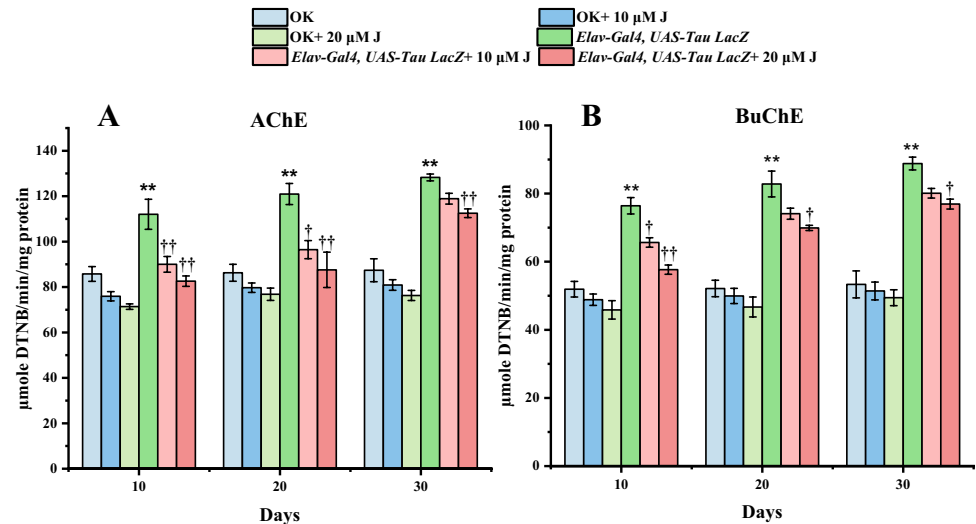 OK
OK+ 10 µM J
OK+ 20 µM J
Elav-Gal4, UAS-Tau LacZ
Elav-Gal4, UAS-Tau LacZ+ 10 µM J
Elav-Gal4, UAS-Tau LacZ+ 20 µM J
A
AChE
µmole DTNB/min/mg protein
140
120
100
80
60
40
20
0
**
††
††
**
†
††
**
††
10
20
30
Days
B
BuChE
µmole DTNB/min/mg protein
100
80
60
40
20
0
**
†
††
**
†
**
†
10
20
30
Days